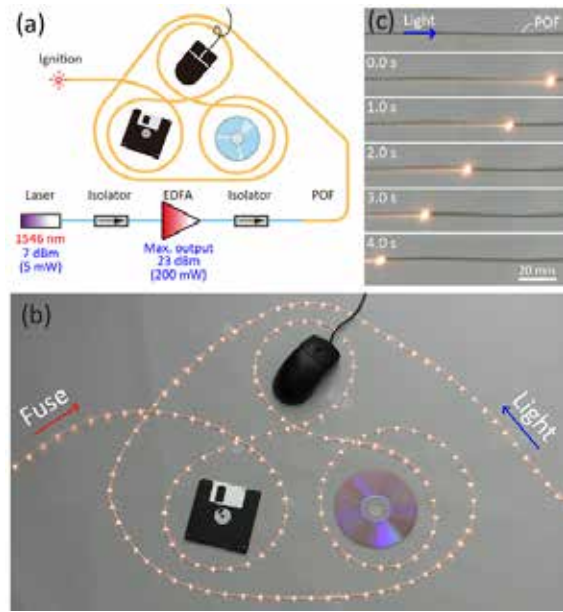 (a)
Ignition
Laser
Isolator
EDFA
Isolator
POF
1546 nm
7 dBm
(5 mW)
Max. output
23 dBm
(200 mW)
(c)
Light
POF
0.0 s
1.0 s
2.0 s
3.0 s
4.0 s
20 mm
(b)
Fuse
Light